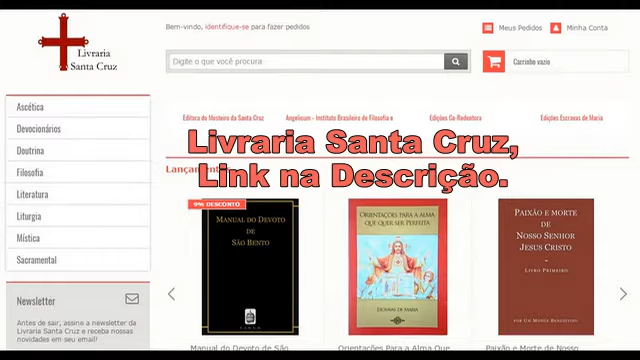 Livraria
Santa Cruz
Bem-vindo, identifique-se para fazer pedidos
Meus Pedidos
Minha Conta
Digite o que você procura
Carrinho vazio
Ascética
Devocionários
Doutrina
Filosofia
Literatura
Liturgia
Mística
Sacramental
Newsletter
Antes de sair, assine a newsletter da
Livraria Santa Cruz e receba nossas
novidades em seu email!
Editora do Mosteiro da Santa Cruz
Angelicum - Instituto Brasileiro de Filosofia e
Edições Co-Redentora
Edições Escravas de Maria
Livraria Santa Cruz,
Link na Descrição.
9% DESCONTO
MANUAL DO DEVOTO
DE
SÃO BENTO
ORIENTAÇÕES PARA A ALMA
QUE QUER SER PERFEITA
ESCRAVAS DE MARIA
PAIXÃO E MORTE
DE
NOSSO SENHOR
JESUS CRISTO
LIVRO PRIMEIRO
Manual do Devoto de São
Orientações Para a Alma Que
Paixão e Morte de Nosso